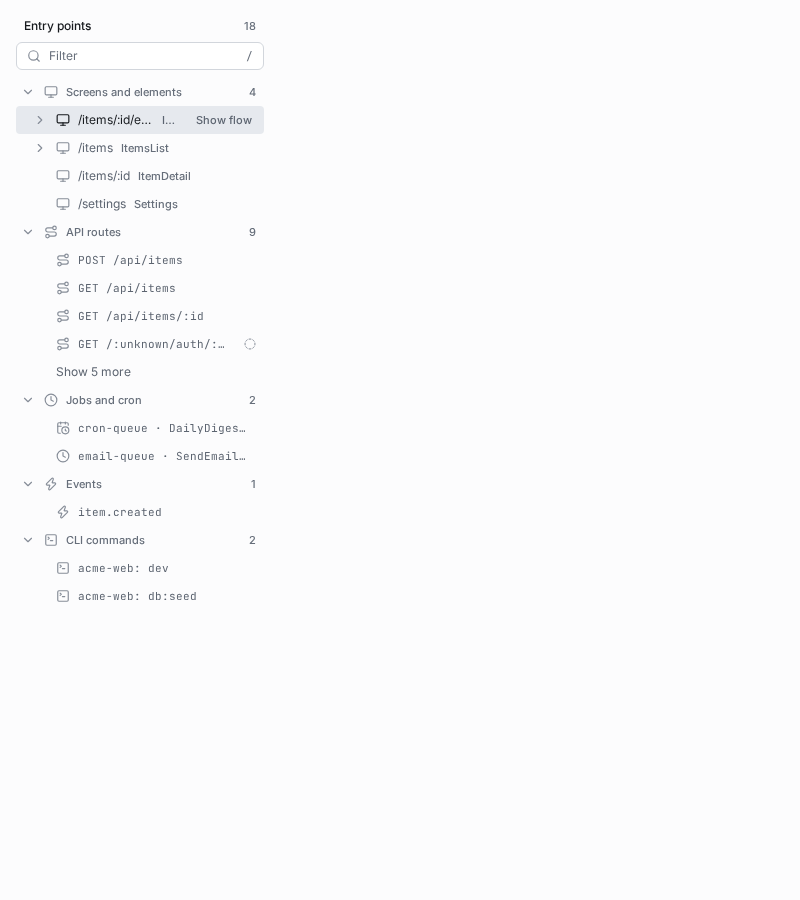 Entry points 18
Filter /
Screens and elements 4
/items/:id/e… I… Show flow
/items ItemsList
/items/:id ItemDetail
/settings Settings
API routes 9
POST /api/items
GET /api/items
GET /api/items/:id
GET /:unknown/auth/:…
Show 5 more
Jobs and cron 2
cron-queue · DailyDiges…
email-queue · SendEmail…
Events 1
item.created
CLI commands 2
acme-web: dev
acme-web: db:seed